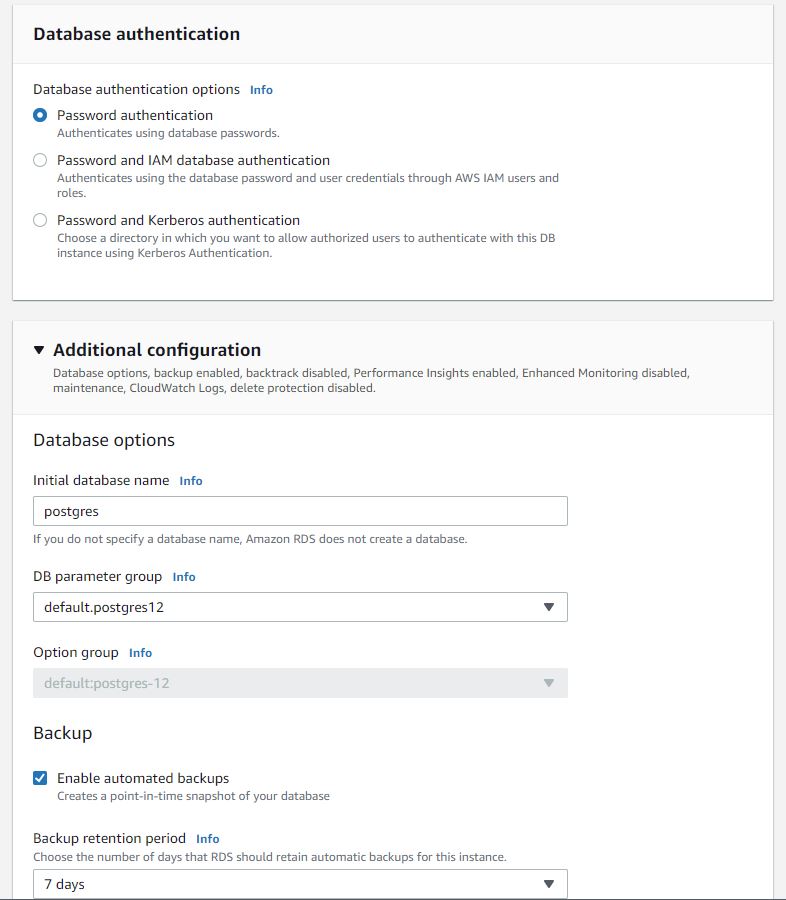 Database authentication
Database authentication options Info
Password authentication
Authenticates using database passwords.
Password and IAM database authentication
Authenticates using the database password and user credentials through AWS IAM users and
roles.
Password and Kerberos authentication
Choose a directory in which you want to allow authorized users to authenticate with this DB
instance using Kerberos Authentication.
Additional configuration
Database options, backup enabled, backtrack disabled, Performance Insights enabled, Enhanced Monitoring disabled,
maintenance, CloudWatch Logs, delete protection disabled.
Database options
Initial database name Info
postgres
If you do not specify a database name, Amazon RDS does not create a database.
DB parameter group Info
default.postgres12
Option group Info
default:postgres-12
Backup
Enable automated backups
Creates a point-in-time snapshot of your database
Backup retention period Info
Choose the number of days that RDS should retain automatic backups for this instance.
7 days